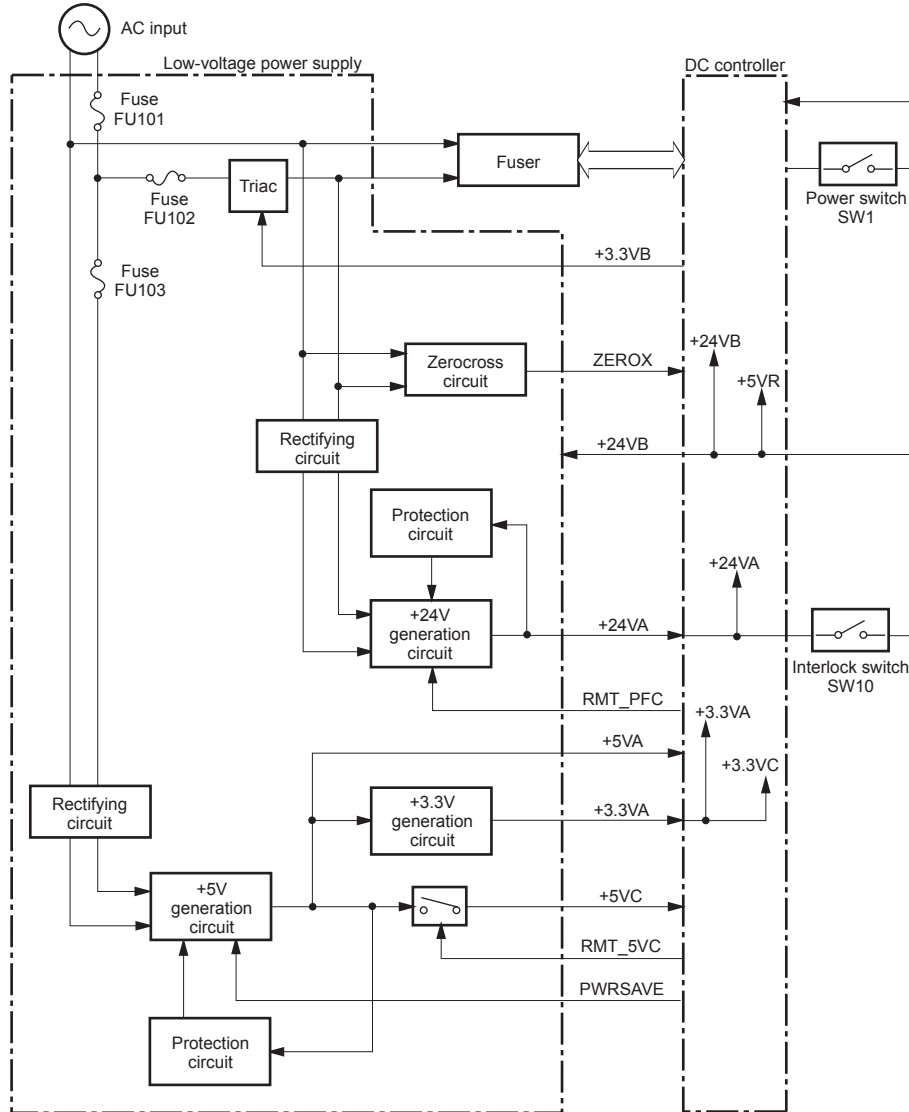 AC input
Low-voltage power supply
DC controller
Fuse
FU101
Fuser
Triac
Fuse
FU102
Power switch
SW1
+3.3VB
Fuse
FU103
+24VB
Zerocross
circuit
ZEROX
+5VR
Rectifying
circuit
+24VB
Protection
circuit
+24VA
+24V
generation
circuit
+24VA
Interlock switch
SW10
RMT_PFC
+3.3VA
+5VA
+3.3VC
Rectifying
circuit
+3.3V
generation
circuit
+3.3VA
+5V
generation
circuit
+5VC
RMT_5VC
PWRSAVE
Protection
circuit